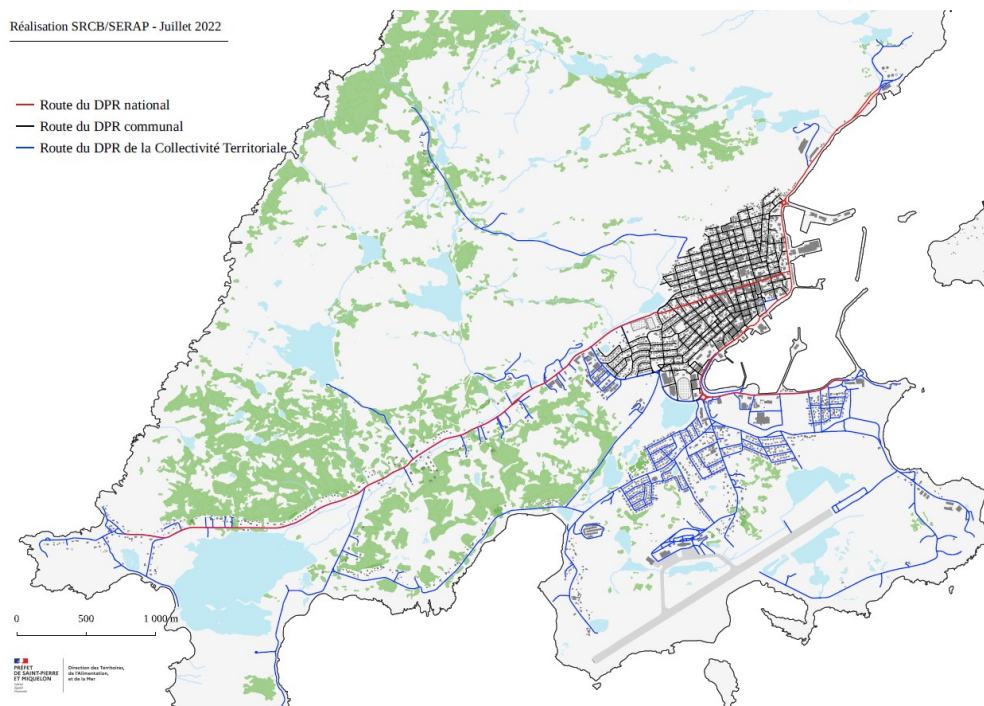 Réalisation SRCB/SERAP - Juillet 2022
Route du DPR national
Route du DPR communal
Route du DPR de la Collectivité Territoriale
0 500 1 000 m
PRÉFET
DE SAINT-PIERRE
ET MIQUELON
Direction des Territoires,
de l'Alimentation,
et de la Mer